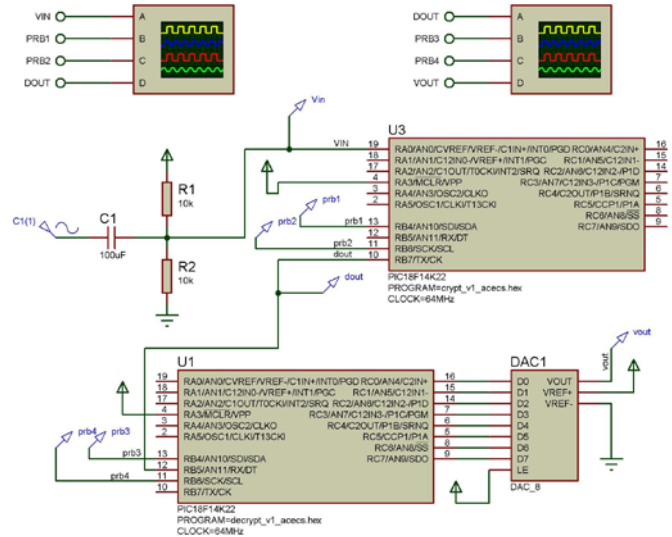 VIN A
PRB1 B
PRB2 C
DOUT D
DOUT A
PRB3 B
PRB4 C
VOUT D
Vin
U3
VIN 19 RA0/AN0/CVREF/VREF-/C1IN+/INT0/PGD RC0/AN4/C2IN+ 16
18 RA1/AN1/C12IN0-/VREF+/INT1/PGC RC1/AN5/C12IN1- 15
17 RA2/AN2/C1OUT/T0CKI/INT2/SRQ RC2/AN6/C12IN2-/P1D 14
4 RA3/MCLR/VPP RC3/AN7/C12IN3-/P1C/PGM 7
3 RA4/AN3/OSC2/CLKO RC4/C2OUT/P1B/SRNQ 6
2 RA5/OSC1/CLKI/T13CKI RC5/CCP1/P1A 5
RC6/AN8/SS 8
prb1 13 RB4/AN10/SDI/SDA RC7/AN9/SDO 9
12 RB5/AN11/RX/DT
prb2 11 RB6/SCK/SCL
dout 10 RB7/TX/CK
PIC18F14K22
PROGRAM=crypt_v1_acecs.hex
CLOCK=64MHz
prb1
prb2
R1
10k
C1(1)
C1
100uF
R2
10k
dout
vout
U1
19 RA0/AN0/CVREF/VREF-/C1IN+/INT0/PGD RC0/AN4/C2IN+ 16
18 RA1/AN1/C12IN0-/VREF+/INT1/PGC RC1/AN5/C12IN1- 15
17 RA2/AN2/C1OUT/T0CKI/INT2/SRQ RC2/AN6/C12IN2-/P1D 14
4 RA3/MCLR/VPP RC3/AN7/C12IN3-/P1C/PGM 7
3 RA4/AN3/OSC2/CLKO RC4/C2OUT/P1B/SRNQ 6
2 RA5/OSC1/CLKI/T13CKI RC5/CCP1/P1A 5
RC6/AN8/SS 8
prb3 13 RB4/AN10/SDI/SDA RC7/AN9/SDO 9
12 RB5/AN11/RX/DT
prb4 11 RB6/SCK/SCL
10 RB7/TX/CK
PIC18F14K22
PROGRAM=decrypt_v1_acecs.hex
CLOCK=64MHz
prb4
prb3
DAC1
D0 VOUT vout
D1 VREF+
D2 VREF-
D3
D4
D5
D6
D7
LE
DAC_8